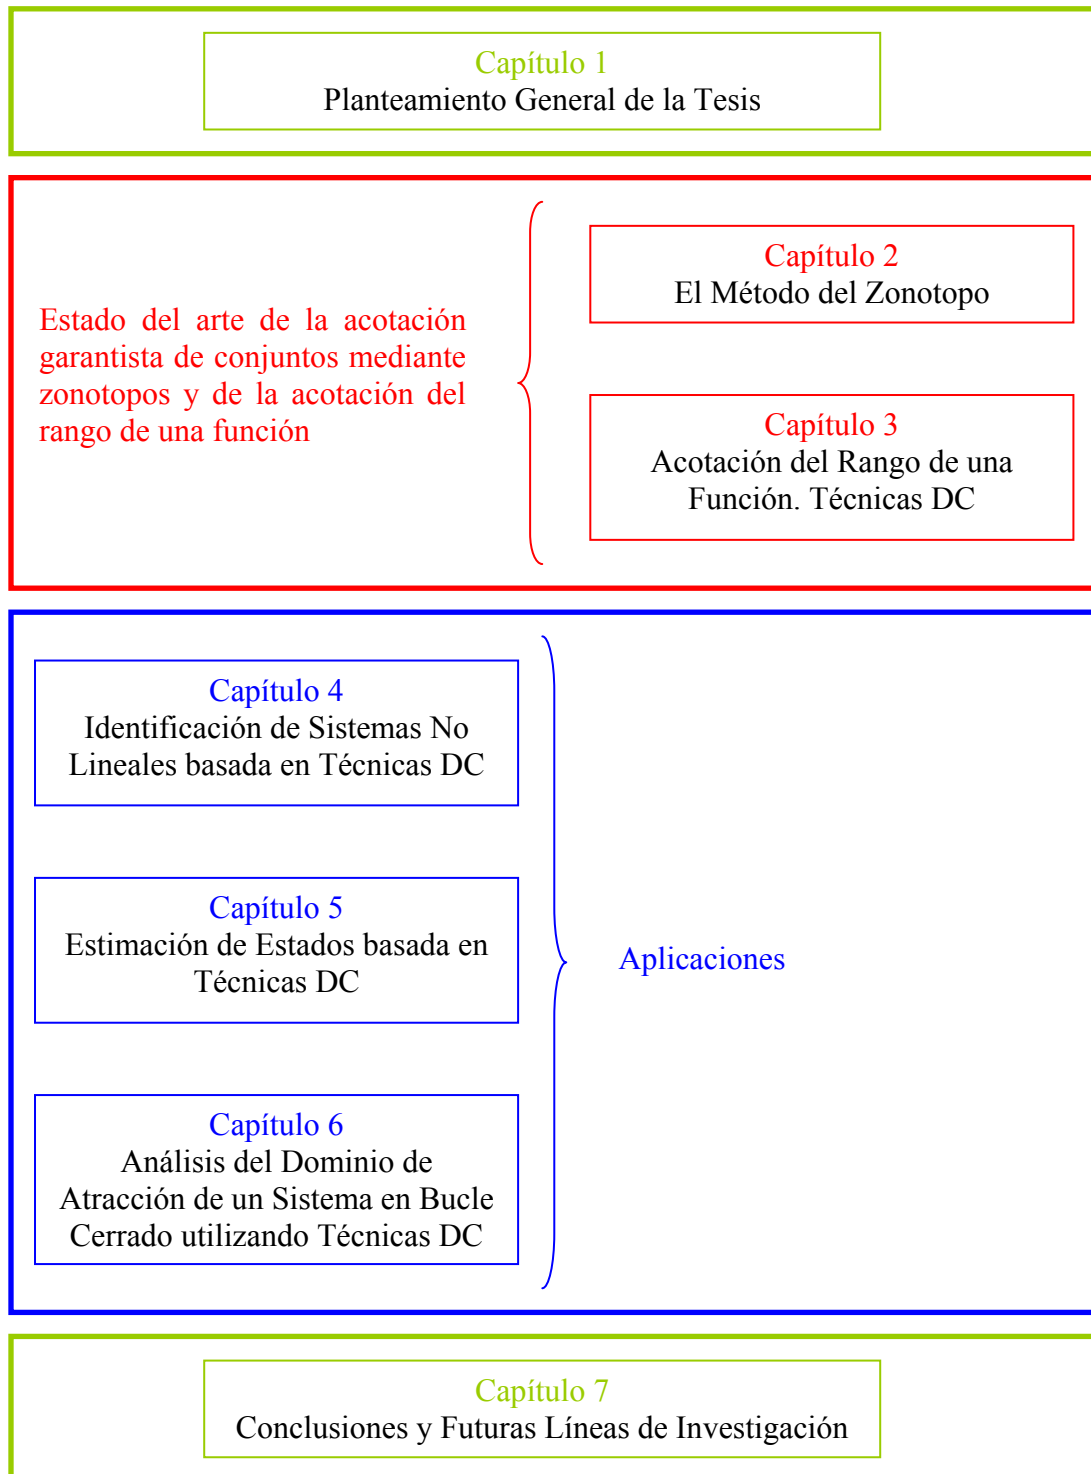 Capítulo 1
Planteamiento General de la Tesis
Estado del arte de la acotación
garantista de conjuntos mediante
zonotopos y de la acotación del
rango de una función
Capítulo 2
El Método del Zonotopo
Capítulo 3
Acotación del Rango de una
Función. Técnicas DC
Capítulo 4
Identificación de Sistemas No
Lineales basada en Técnicas DC
Capítulo 5
Estimación de Estados basada en
Técnicas DC
Capítulo 6
Análisis del Dominio de
Atracción de un Sistema en Bucle
Cerrado utilizando Técnicas DC
Aplicaciones
Capítulo 7
Conclusiones y Futuras Líneas de Investigación